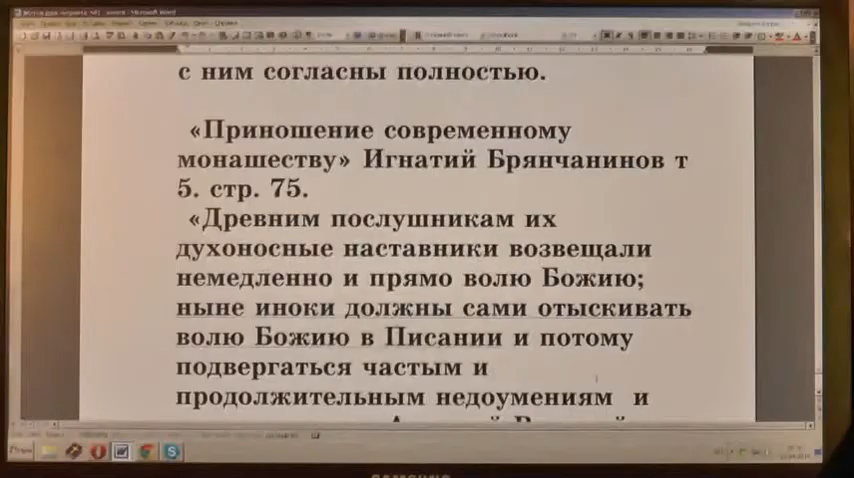 с ним согласны полностью.
«Приношение современному
монашеству» Игнатий Брянчанинов т
5. стр. 75.
«Древним послушникам их
духоносные наставники возвещали
немедленно и прямо волю Божию;
ныне иноки должны сами отыскивать
волю Божию в Писании и потому
подвергаться частым и
продолжительным недоумениям и
SAMSUNG